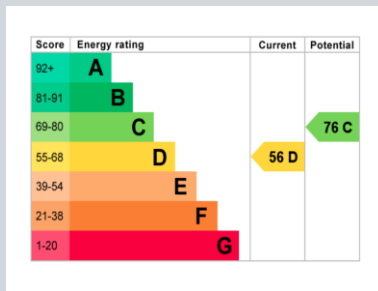 Score Energy rating Current Potential
92+ A
81-91 B
69-80 C 76 C
55-68 D 56 D
39-54 E
21-38 F
1-20 G